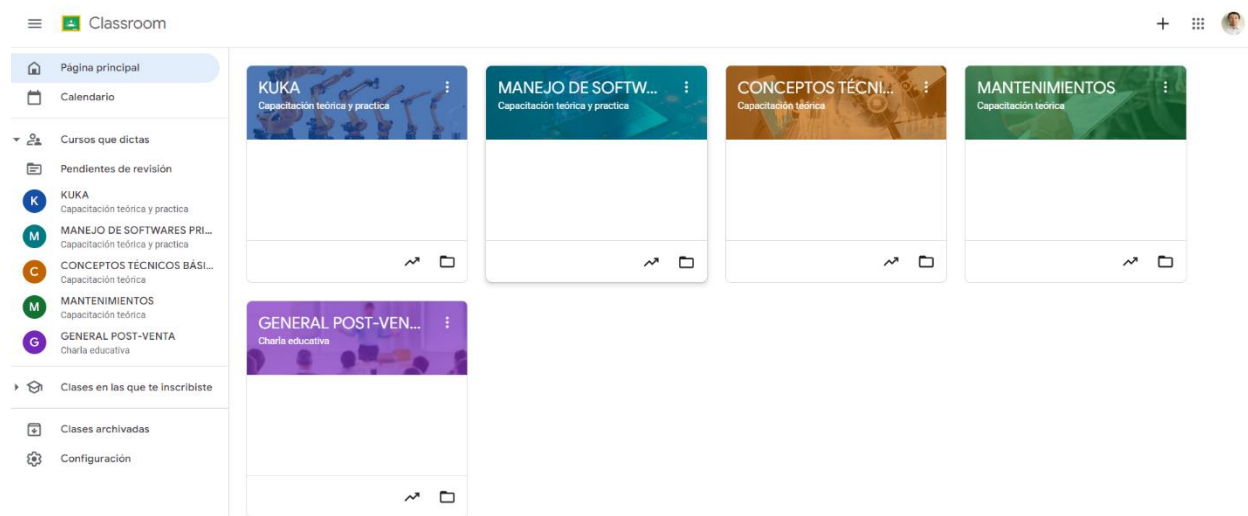 Classroom
Página principal
Calendario
Cursos que dictas
Pendientes de revisión
K
KUKA
Capacitación teórica y practica
M
MANEJO DE SOFTWARES PRI...
Capacitación teórica y practica
C
CONCEPTOS TÉCNICOS BÁSI...
Capacitación teórica
M
MANTENIMIENTOS
Capacitación teórica
G
GENERAL POST-VENTA
Charla educativa
Clases en las que te inscribiste
Clases archivadas
Configuración
KUKA
Capacitación teórica y practica
MANEJO DE SOFTW...
Capacitación teórica y practica
CONCEPTOS TÉCNI...
Capacitación teórica
MANTENIMIENTOS
Capacitación teórica
GENERAL POST-VEN...
Charla educativa